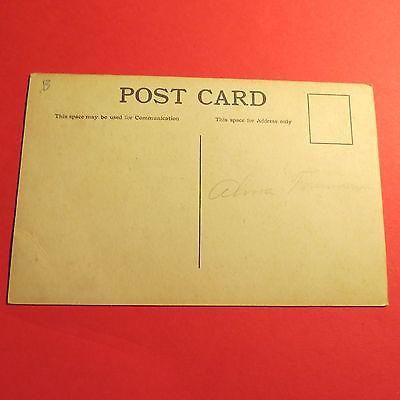 B
POST CARD
This space may be used for Communication
This space for Address only
Alma